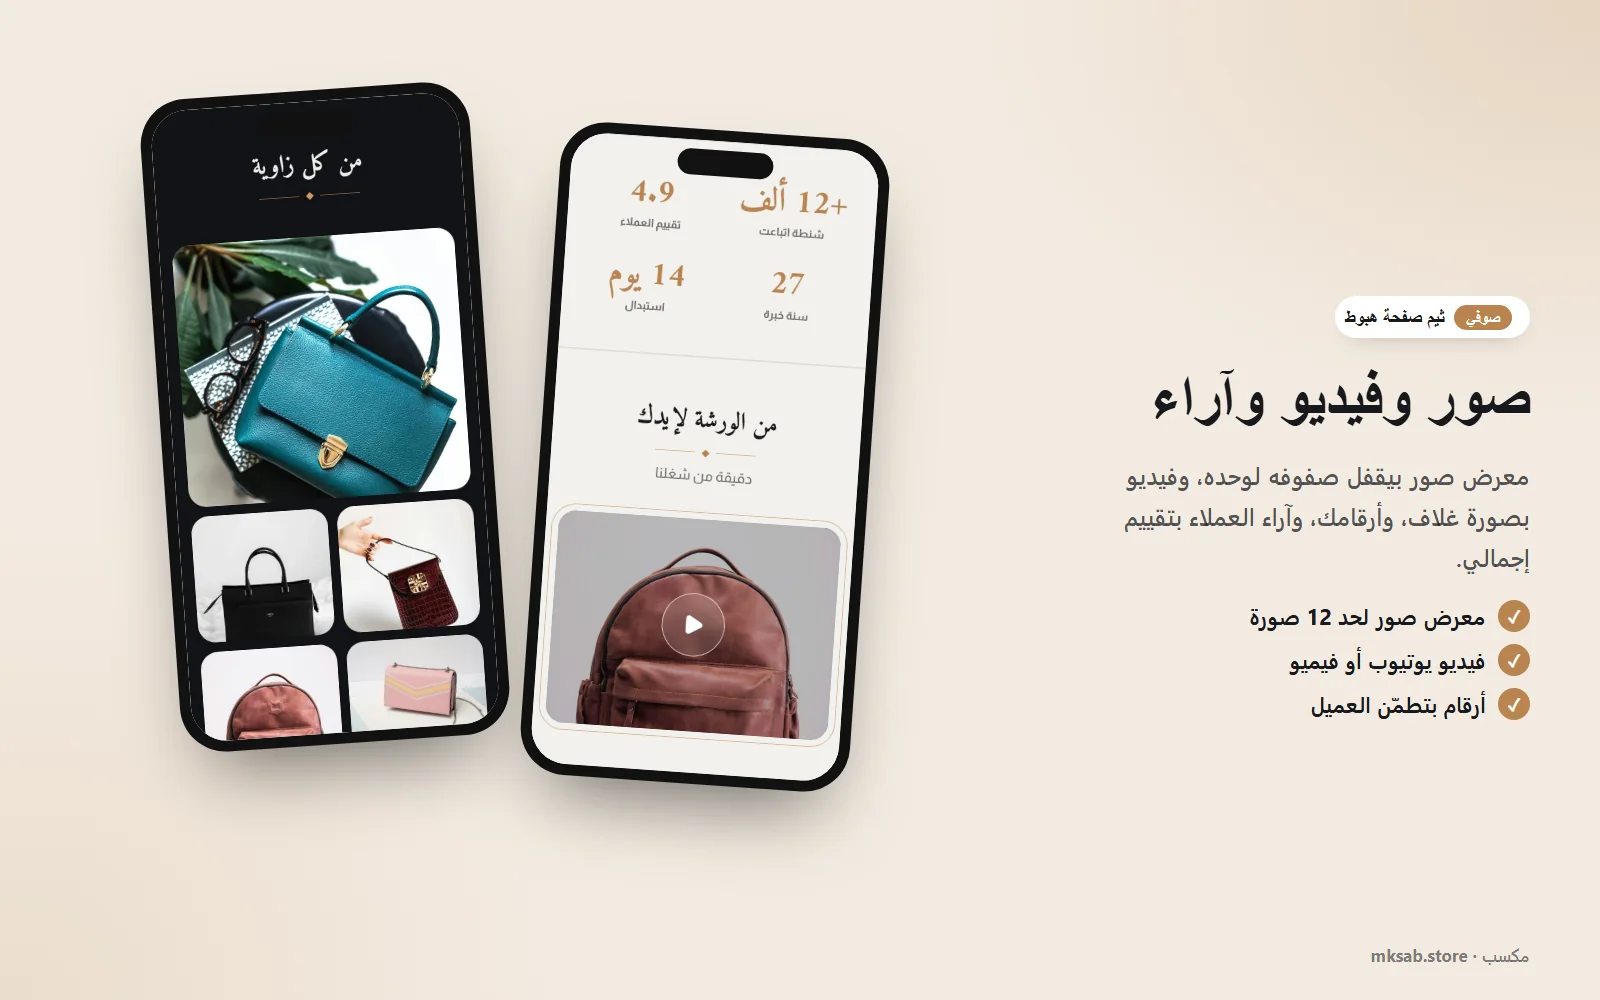 صوفي ثيم صفحة هبوط
صور وفيديو وآراء
معرض صور بيقفل صفوفه لوحده، وفيديو
بصورة غلاف، وأرقامك، وآراء العملاء بتقييم
إجمالي.
معرض صور لحد 12 صورة
فيديو يوتيوب أو فيميو
أرقام بتطمّن العميل
+12 ألف
شنطة اتباعت
4.9
تقييم العملاء
27
سنة خبرة
14 يوم
استبدال
من الورشة لإيدك
دقيقة من شغلنا
من كل زاوية
مكسب · mksab.store